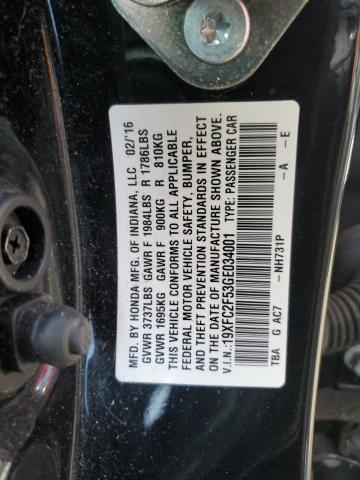 MFD. BY HONDA MFG. OF INDIANA, LLC 02/'16
GVWR 3737LBS GAWR F 1984LBS R 1786LBS
GVWR 1695KG GAWR F 900KG R 810KG
THIS VEHICLE CONFORMS TO ALL APPLICABLE
FEDERAL MOTOR VEHICLE SAFETY, BUMPER,
AND THEFT PREVENTION STANDARDS IN EFFECT
ON THE DATE OF MANUFACTURE SHOWN ABOVE.
V.I.N.:19XFC2F53GE034001 TYPE: PASSENGER CAR
TBA G AC7 -NH731P -A -E